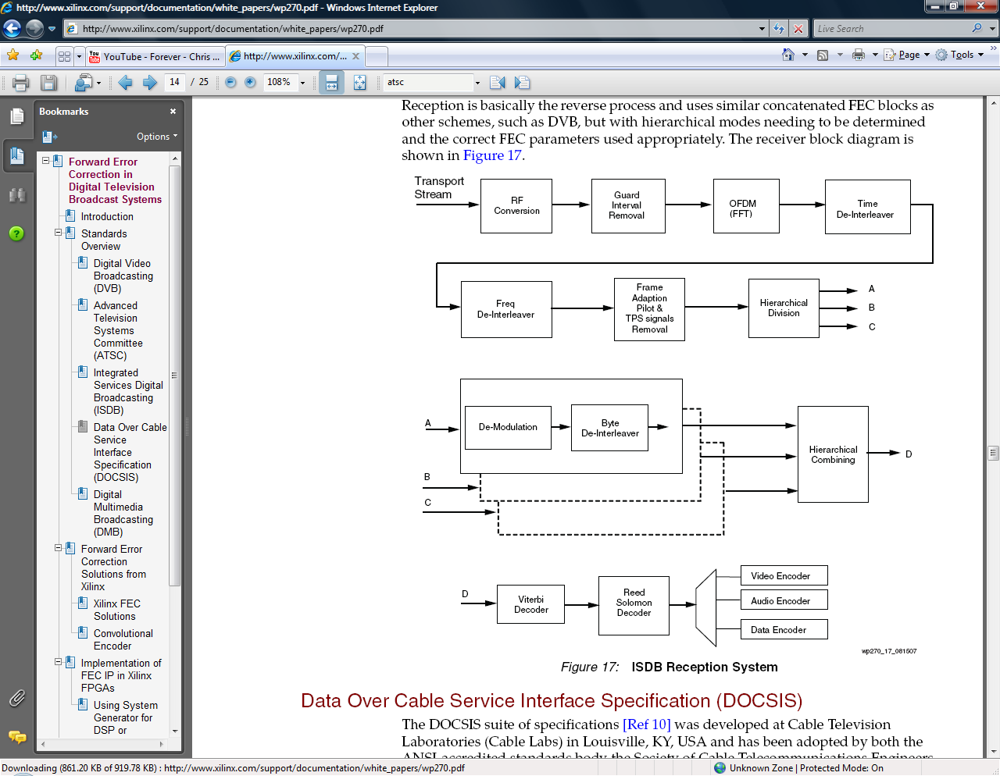 http://www.xilinx.com/support/documentation/white_papers/wp270.pdf - Windows Internet Explorer
http://www.xilinx.com/support/documentation/white_papers/wp270.pdf
Live Search
YouTube - Forever - Chris ...
http://www.xilinx.com/...
Page
Tools
14 / 25
108%
atsc
Bookmarks
Options
Forward Error
Correction in
Digital Television
Broadcast Systems
Introduction
Standards
Overview
Digital Video
Broadcasting
(DVB)
Advanced
Television
Systems
Committee
(ATSC)
Integrated
Services Digital
Broadcasting
(ISDB)
Data Over Cable
Service
Interface
Specification
(DOCSIS)
Digital
Multimedia
Broadcasting
(DMB)
Forward Error
Correction
Solutions from
Xilinx
Xilinx FEC
Solutions
Convolutional
Encoder
Implementation of
FEC IP in Xilinx
FPGAs
Using System
Generator for
DSP or
Reception is basically the reverse process and uses similar concatenated FEC blocks as
other schemes, such as DVB, but with hierarchical modes needing to be determined
and the correct FEC parameters used appropriately. The receiver block diagram is
shown in Figure 17.
Transport
Stream
RF
Conversion
Guard
Interval
Removal
OFDM
(FFT)
Time
De-Interleaver
Freq
De-Interleaver
Frame
Adaption
Pilot &
TPS signals
Removal
Hierarchical
Division
A
B
C
A
De-Modulation
Byte
De-Interleaver
B
C
Hierarchical
Combining
D
D
Viterbi
Decoder
Reed
Solomon
Decoder
Video Encoder
Audio Encoder
Data Encoder
wp270_17_081507
Figure 17: ISDB Reception System
Data Over Cable Service Interface Specification (DOCSIS)
The DOCSIS suite of specifications [Ref 10] was developed at Cable Television
Laboratories (Cable Labs) in Louisville, KY, USA and has been adopted by both the
ANSI accredited standards body the Society of Cable Telecommunications Engineers
Downloading (861.20 KB of 919.78 KB) : http://www.xilinx.com/support/documentation/white_papers/wp270.pdf
Unknown Zone | Protected Mode: On